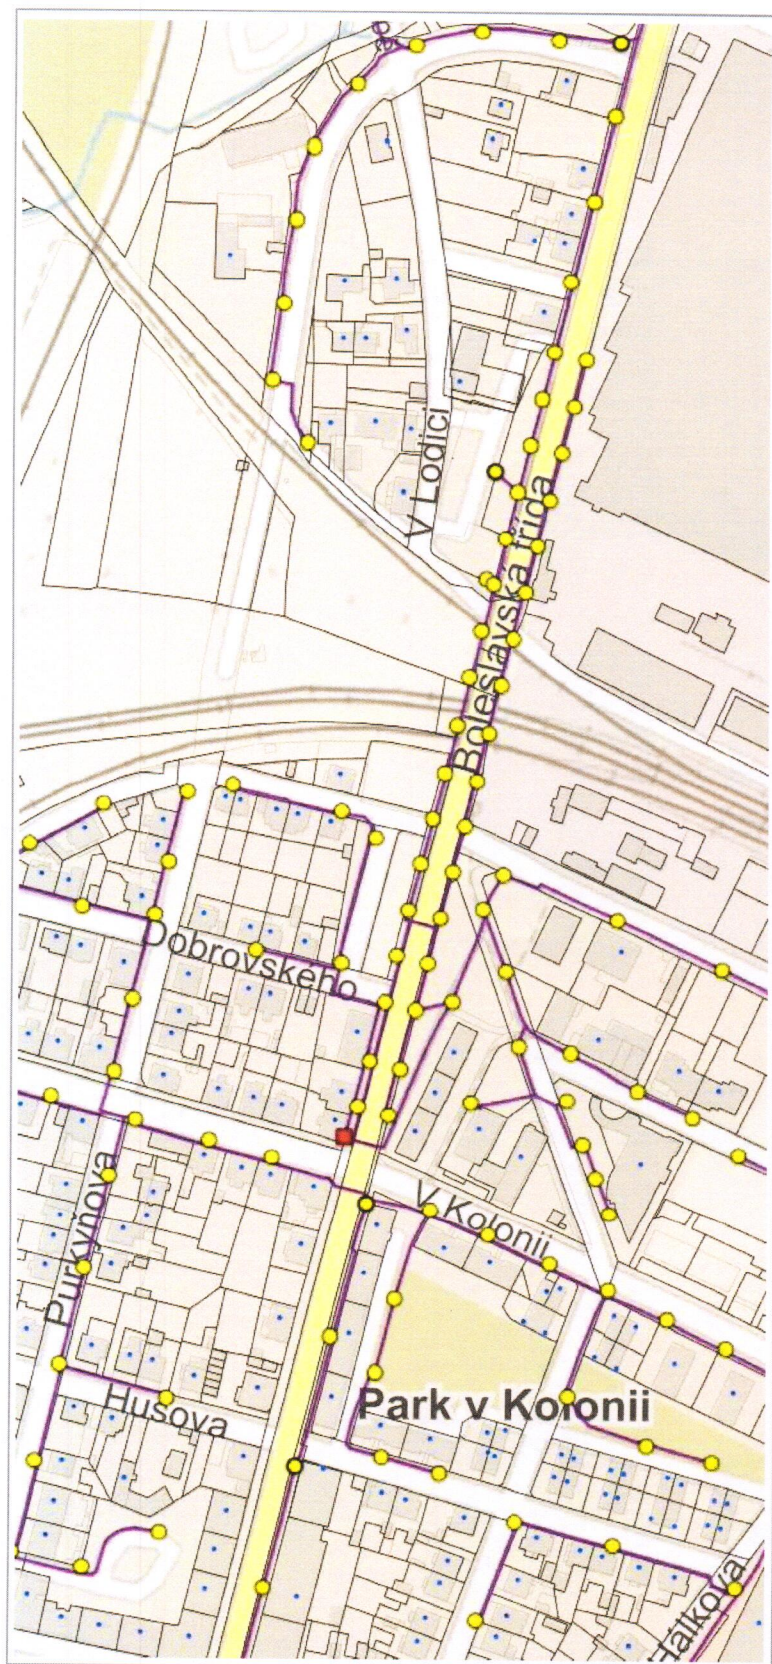 V Lodici
Boleslavská třída
Dobrovského
V Kolonii
Purkyňova
Park v Kolonii
Husova
Hálkova